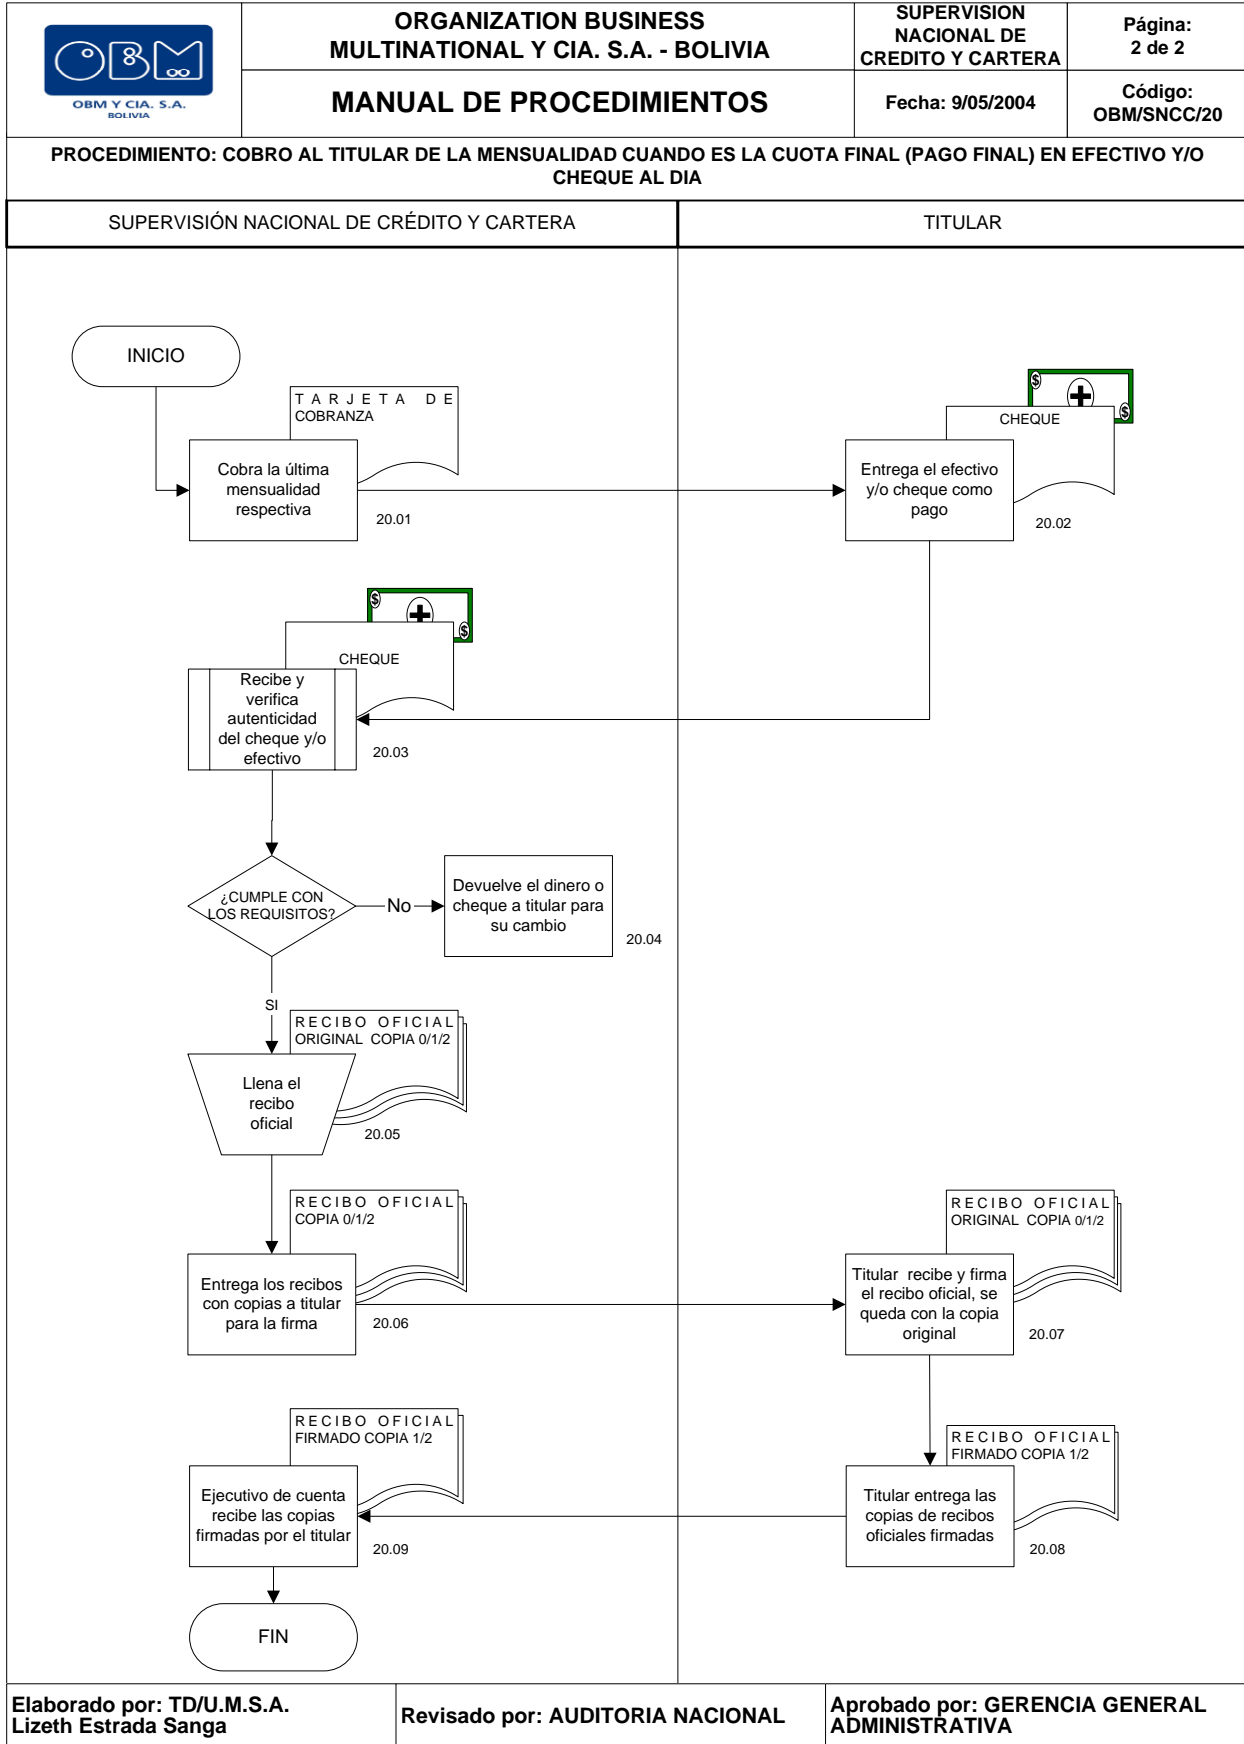 OBM
OBM Y CIA. S.A.
BOLIVIA
ORGANIZATION BUSINESS
MULTINATIONAL Y CIA. S.A. - BOLIVIA
SUPERVISION
NACIONAL DE
CREDITO Y CARTERA
Página:
2 de 2
MANUAL DE PROCEDIMIENTOS
Fecha: 9/05/2004
Código:
OBM/SNCC/20
PROCEDIMIENTO: COBRO AL TITULAR DE LA MENSUALIDAD CUANDO ES LA CUOTA FINAL (PAGO FINAL) EN EFECTIVO Y/O
CHEQUE AL DIA
SUPERVISIÓN NACIONAL DE CRÉDITO Y CARTERA
TITULAR
INICIO
TARJETA DE
COBRANZA
Cobra la última
mensualidad
respectiva
20.01
$
$
CHEQUE
Entrega el efectivo
y/o cheque como
pago
20.02
$
$
CHEQUE
Recibe y
verifica
autenticidad
del cheque y/o
efectivo
20.03
¿CUMPLE CON
LOS REQUISITOS?
No
Devuelve el dinero o
cheque a titular para
su cambio
20.04
SI
RECIBO OFICIAL
ORIGINAL COPIA 0/1/2
Llena el
recibo
oficial
20.05
RECIBO OFICIAL
COPIA 0/1/2
Entrega los recibos
con copias a titular
para la firma
20.06
RECIBO OFICIAL
ORIGINAL COPIA 0/1/2
Titular recibe y firma
el recibo oficial, se
queda con la copia
original
20.07
RECIBO OFICIAL
FIRMADO COPIA 1/2
Titular entrega las
copias de recibos
oficiales firmadas
20.08
RECIBO OFICIAL
FIRMADO COPIA 1/2
Ejecutivo de cuenta
recibe las copias
firmadas por el titular
20.09
FIN
Elaborado por: TD/U.M.S.A.
Lizeth Estrada Sanga
Revisado por: AUDITORIA NACIONAL
Aprobado por: GERENCIA GENERAL
ADMINISTRATIVA